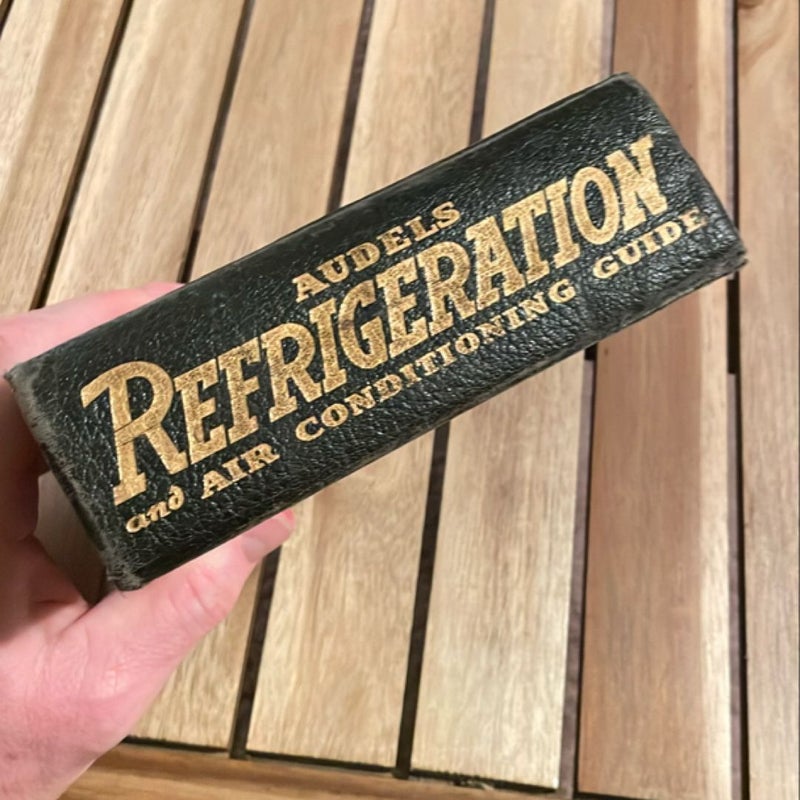 AUDELS
REFRIGERATION
and AIR CONDITIONING GUIDE